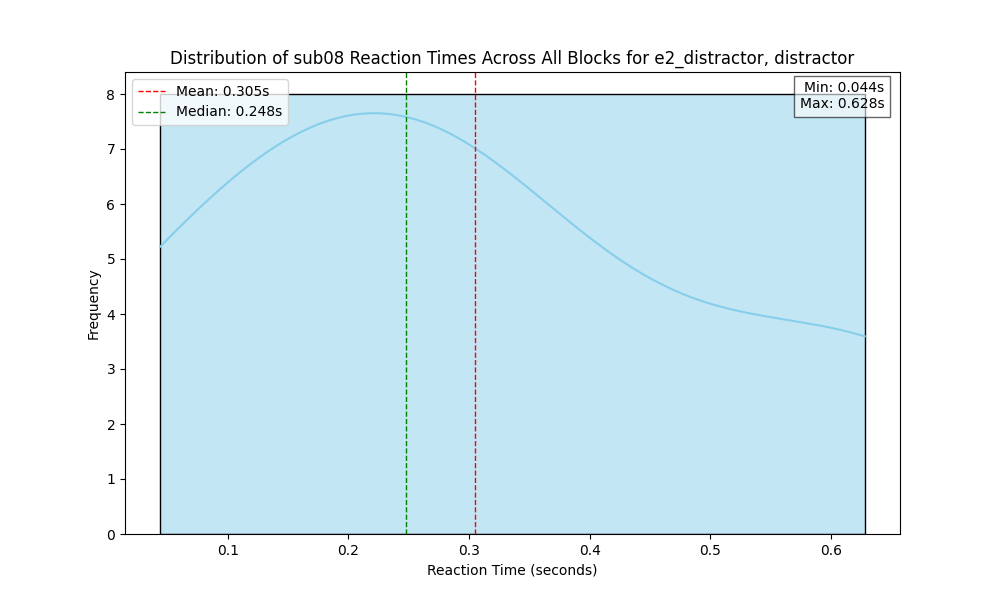 Distribution of sub08 Reaction Times Across All Blocks for e2_distractor, distractor
Mean: 0.305s
Median: 0.248s
Min: 0.044s
Max: 0.628s
8
7
6
5
4
3
2
1
0
Frequency
0.1 0.2 0.3 0.4 0.5 0.6
Reaction Time (seconds)